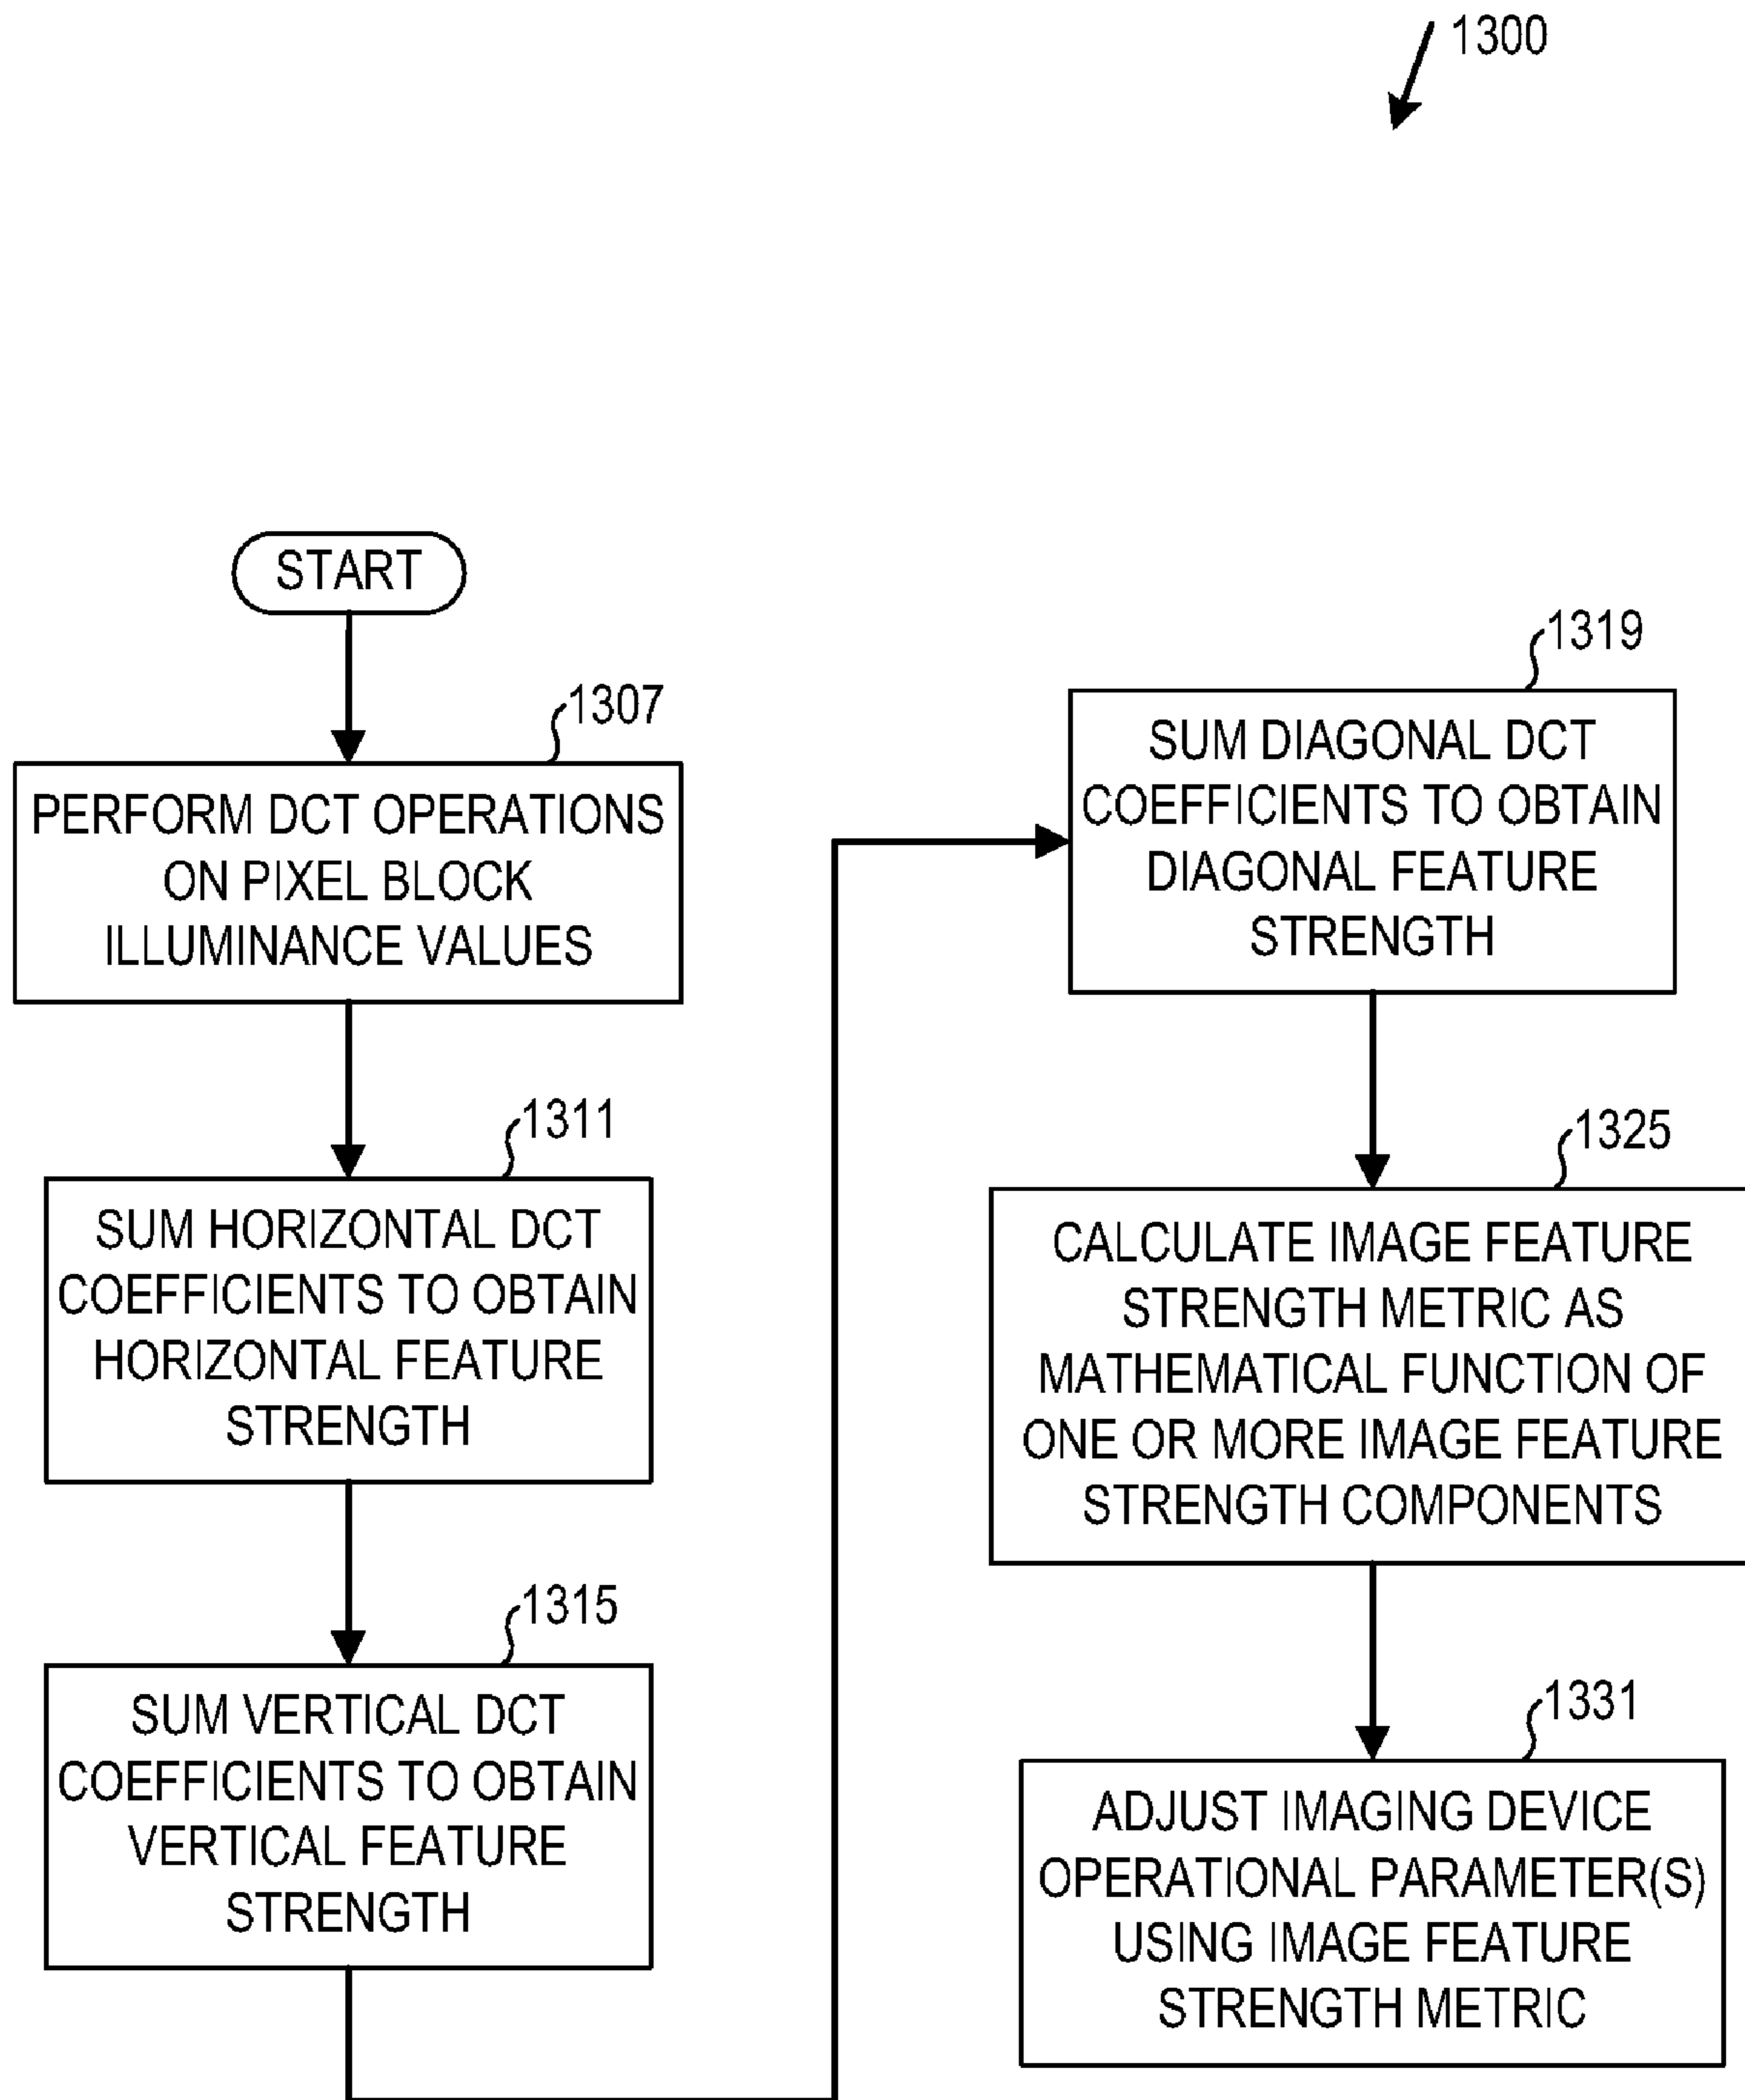 1300
START
1307
PERFORM DCT OPERATIONS
ON PIXEL BLOCK
ILLUMINANCE VALUES
1311
SUM HORIZONTAL DCT
COEFFICIENTS TO OBTAIN
HORIZONTAL FEATURE
STRENGTH
1315
SUM VERTICAL DCT
COEFFICIENTS TO OBTAIN
VERTICAL FEATURE
STRENGTH
1319
SUM DIAGONAL DCT
COEFFICIENTS TO OBTAIN
DIAGONAL FEATURE
STRENGTH
1325
CALCULATE IMAGE FEATURE
STRENGTH METRIC AS
MATHEMATICAL FUNCTION OF
ONE OR MORE IMAGE FEATURE
STRENGTH COMPONENTS
1331
ADJUST IMAGING DEVICE
OPERATIONAL PARAMETER(S)
USING IMAGE FEATURE
STRENGTH METRIC